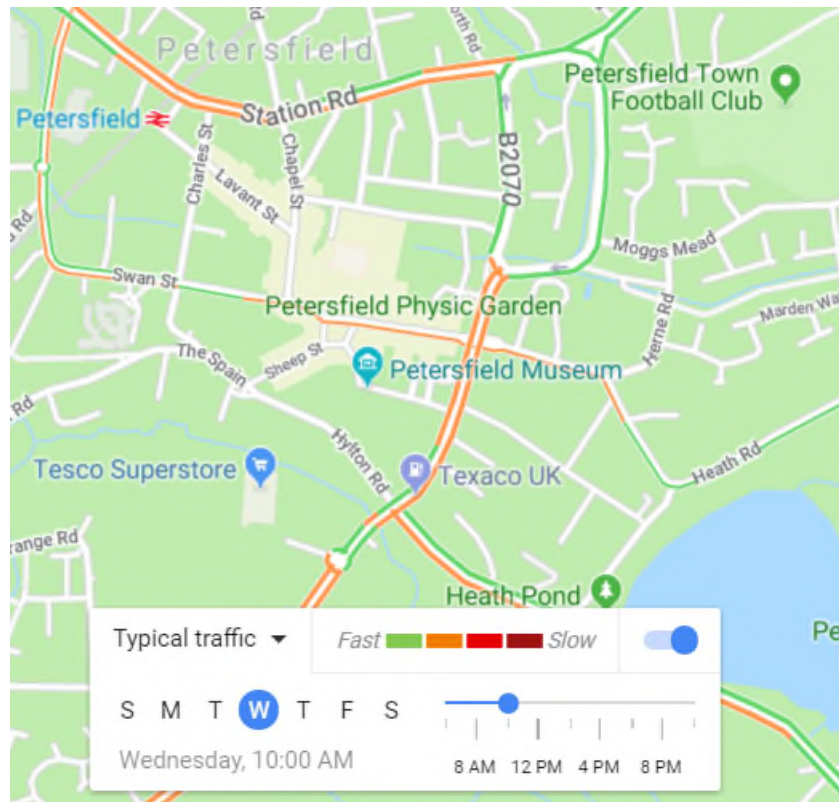 Petersfield
orth Rd
Petersfield Town
Football Club
Station Rd
Petersfield
Charles St
Chapel St
Lavant St
B2070
Rd
Moggs Mead
Swan St
Petersfield Physic Garden
Herne Rd
Marden Wa
The Spain
Sheep St
Petersfield Museum
Rd
Hylton Rd
Tesco Superstore
Texaco UK
Heath Rd
range Rd
Heath Pond
Pe
Typical traffic
Fast
Slow
S M T W T F S
Wednesday, 10:00 AM
8 AM 12 PM 4 PM 8 PM